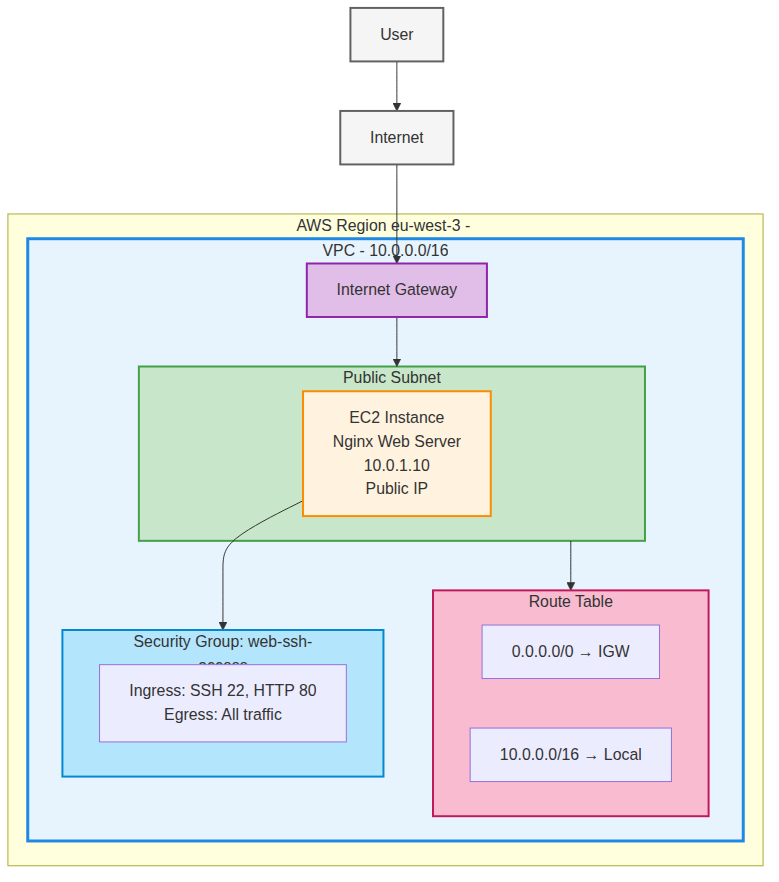 User
Internet
AWS Region eu-west-3 -
VPC - 10.0.0.0/16
Internet Gateway
Public Subnet
EC2 Instance
Nginx Web Server
10.0.1.10
Public IP
Security Group: web-ssh-
Ingress: SSH 22, HTTP 80
Egress: All traffic
Route Table
0.0.0.0/0 → IGW
10.0.0.0/16 → Local